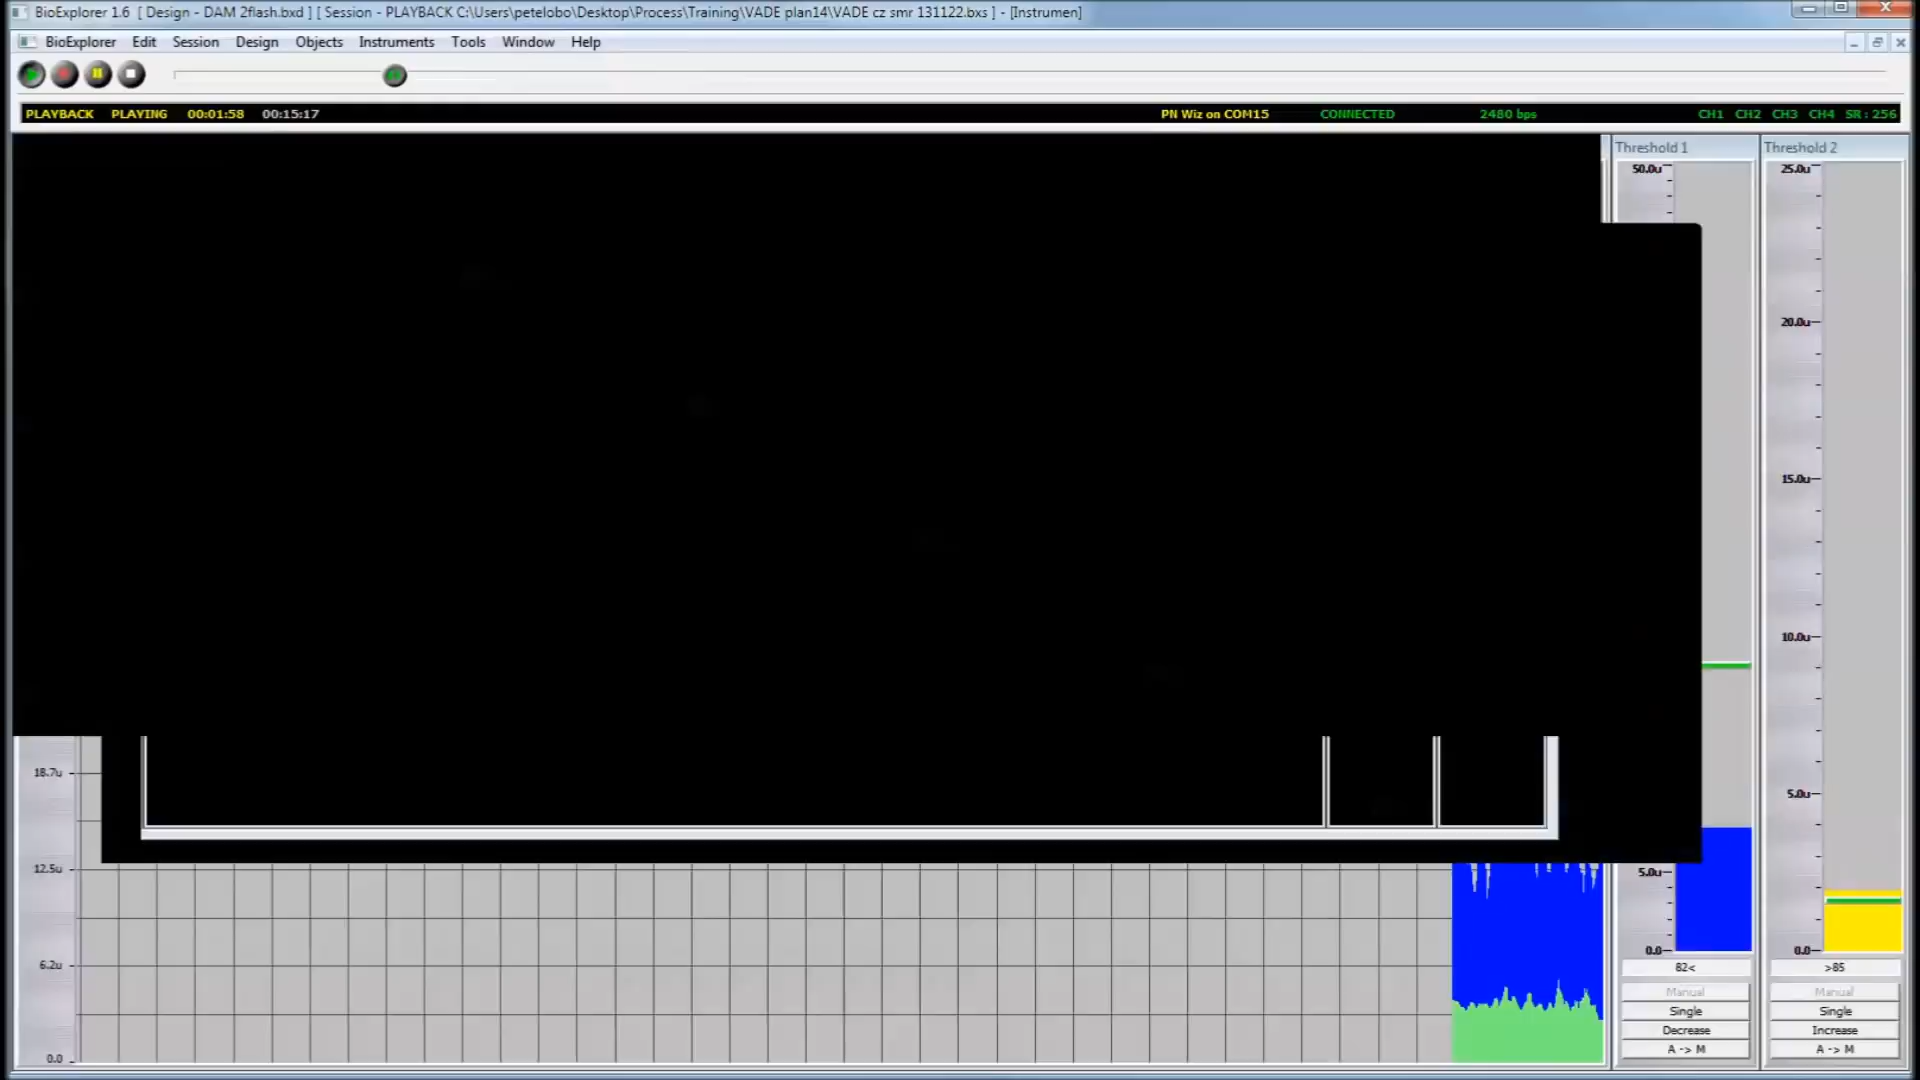 BioExplorer 1.6 [ Design - DAM 2flash.bxd ] [ Session - PLAYBACK C:\Users\petelobo\Desktop\Process\Training\VADE plan14\VADE cz smr 131122.bxs ] - [Instrumen]
BioExplorer Edit Session Design Objects Instruments Tools Window Help
PLAYBACK PLAYING 00:01:58 00:15:17 PN Wiz on COM15 CONNECTED 2480 bps CH1 CH2 CH3 CH4 SR : 256
Threshold 1 Threshold 2
50.0u 25.0u
20.0u
15.0u
10.0u
18.7u
5.0u
12.5u 5.0u
0.0 0.0
6.2u 82< >85
Manual Manual
Single Single
Decrease Increase
A -> M A -> M
0.0